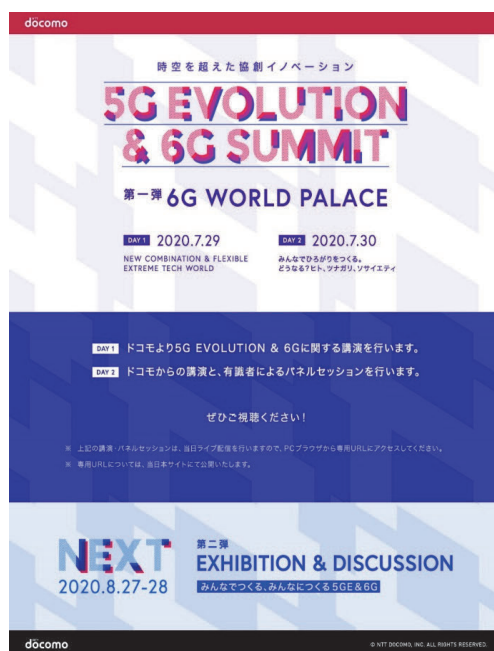 döcomo
時空を超えた協創イノベーション
5G EVOLUTION
& 6G SUMMIT
第一弾 6G WORLD PALACE
DAY 1 2020.7.29
NEW COMBINATION & FLEXIBLE
EXTREME TECH WORLD
DAY 2 2020.7.30
みんなでひろがりをつくる。
どうなる?ヒト、ツナガリ、ソサイエティ
DAY 1 ドコモより5G EVOLUTION & 6Gに関する講演を行います。
DAY 2 ドコモからの講演と、有識者によるパネルセッションを行います。
ぜひご視聴ください!
※ 上記の講演・パネルセッションは、当日ライブ配信を行いますので、PCブラウザから専用URLにアクセスしてください。
※ 専用URLについては、当日本サイトにて公開いたします。
NEXT
2020.8.27-28
第二弾
EXHIBITION & DISCUSSION
みんなでつくる、みんなにつくる5GE&6G
döcomo
© NTT DOCOMO, INC. ALL RIGHTS RESERVED.